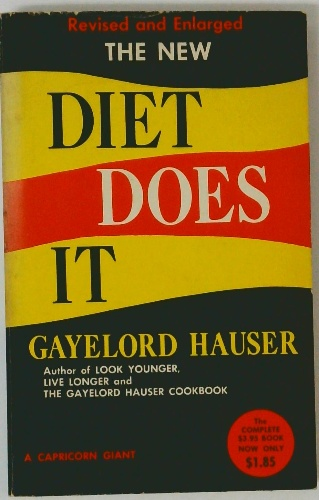 Revised and Enlarged
THE NEW
DIET
DOES
IT
GAYELORD HAUSER
Author of LOOK YOUNGER,
LIVE LONGER and
THE GAYELORD HAUSER COOKBOOK
The
COMPLETE
$3.95 BOOK
NOW ONLY
$1.85
A CAPRICORN GIANT